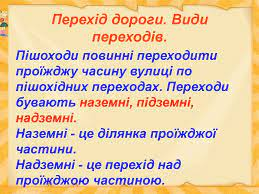 Перехід дороги. Види
переходів.
Пішоходи повинні переходити
проїжджу часину вулиці по
пішохідних переходах. Переходи
бувають наземні, підземні,
надземні.
Наземні - це ділянка проїжджої
частини.
Надземні - це перехід над
проїжджою частиною.